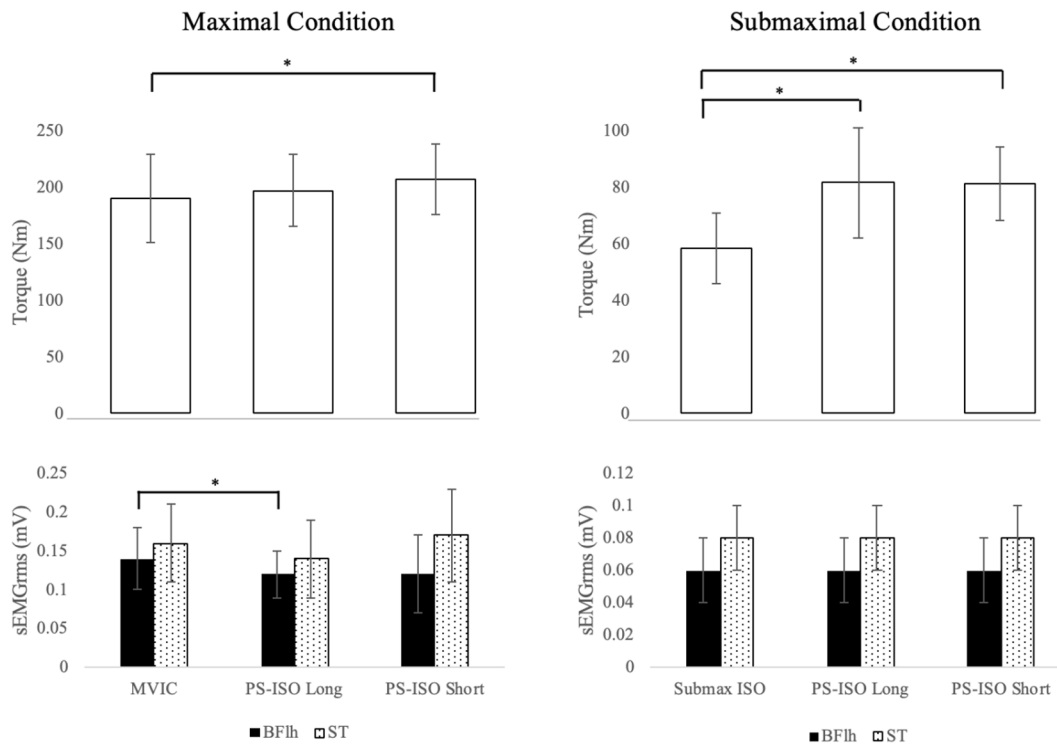 Maximal Condition
*
250
200
150
100
50
0
Torque (Nm)
0.25
0.2
0.15
0.1
0.05
0
sEMGrms (mV)
*
MVIC PS-ISO Long PS-ISO Short
BFlh ST
Submaximal Condition
*
*
100
80
60
40
20
0
Torque (Nm)
0.12
0.1
0.08
0.06
0.04
0.02
0
sEMGrms (mV)
Submax ISO PS-ISO Long PS-ISO Short
BFlh ST